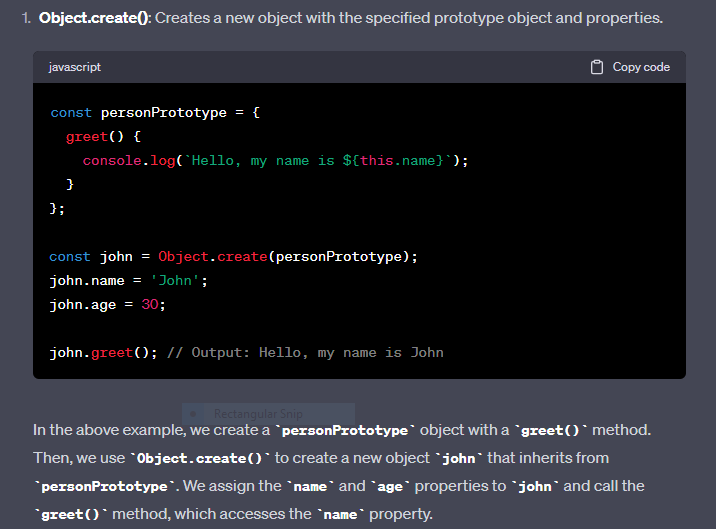 1. Object.create(): Creates a new object with the specified prototype object and properties.
javascript Copy code
const personPrototype = {
  greet() {
    console.log(`Hello, my name is ${this.name}`);
  }
};

const john = Object.create(personPrototype);
john.name = 'John';
john.age = 30;

john.greet(); // Output: Hello, my name is John
Rectangular Snip
In the above example, we create a `personPrototype` object with a `greet()` method.
Then, we use `Object.create()` to create a new object `john` that inherits from
`personPrototype`. We assign the `name` and `age` properties to `john` and call the
`greet()` method, which accesses the `name` property.